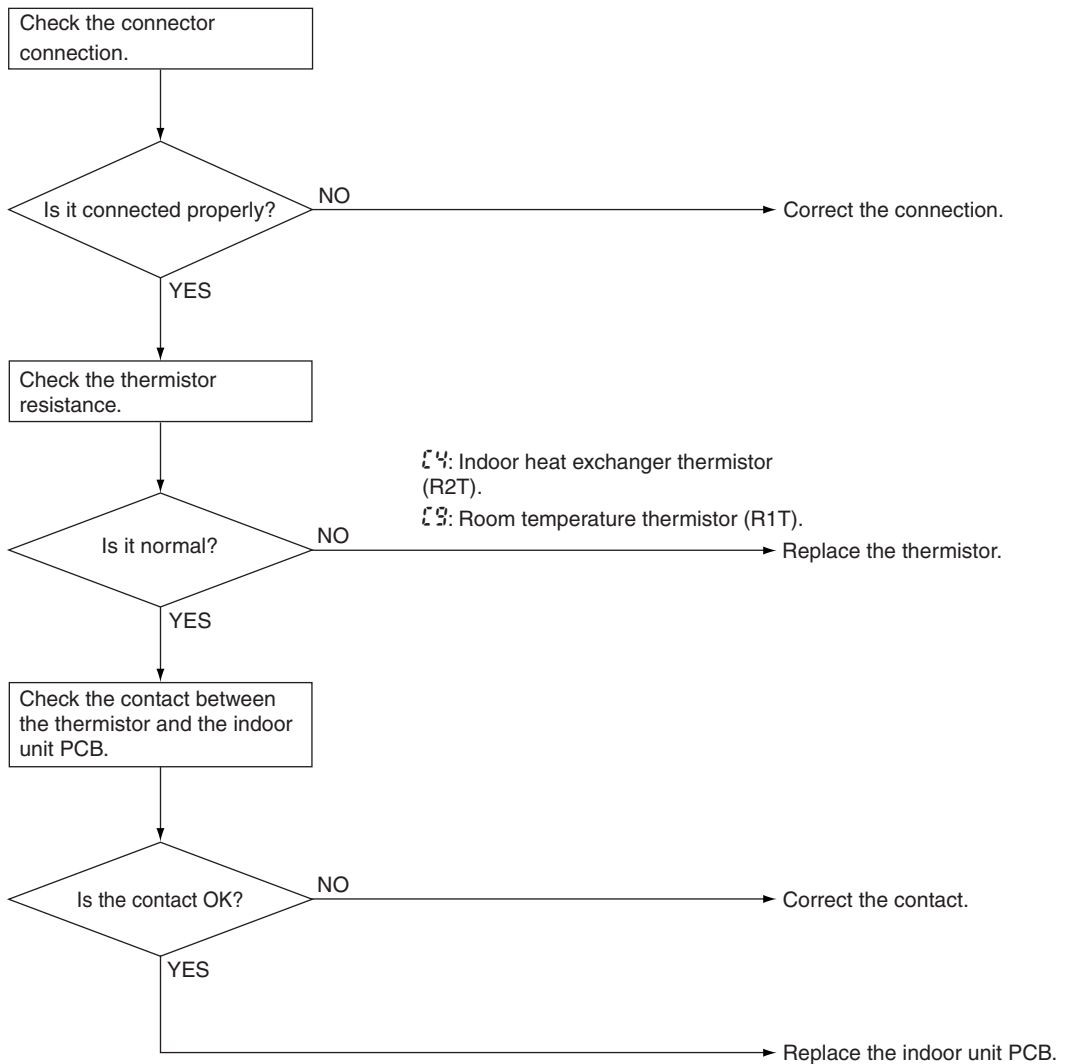 Check the connector
connection.
Is it connected properly?
NO
Correct the connection.
YES
Check the thermistor
resistance.
C4: Indoor heat exchanger thermistor
(R2T).
C9: Room temperature thermistor (R1T).
Is it normal?
NO
Replace the thermistor.
YES
Check the contact between
the thermistor and the indoor
unit PCB.
Is the contact OK?
NO
Correct the contact.
YES
Replace the indoor unit PCB.